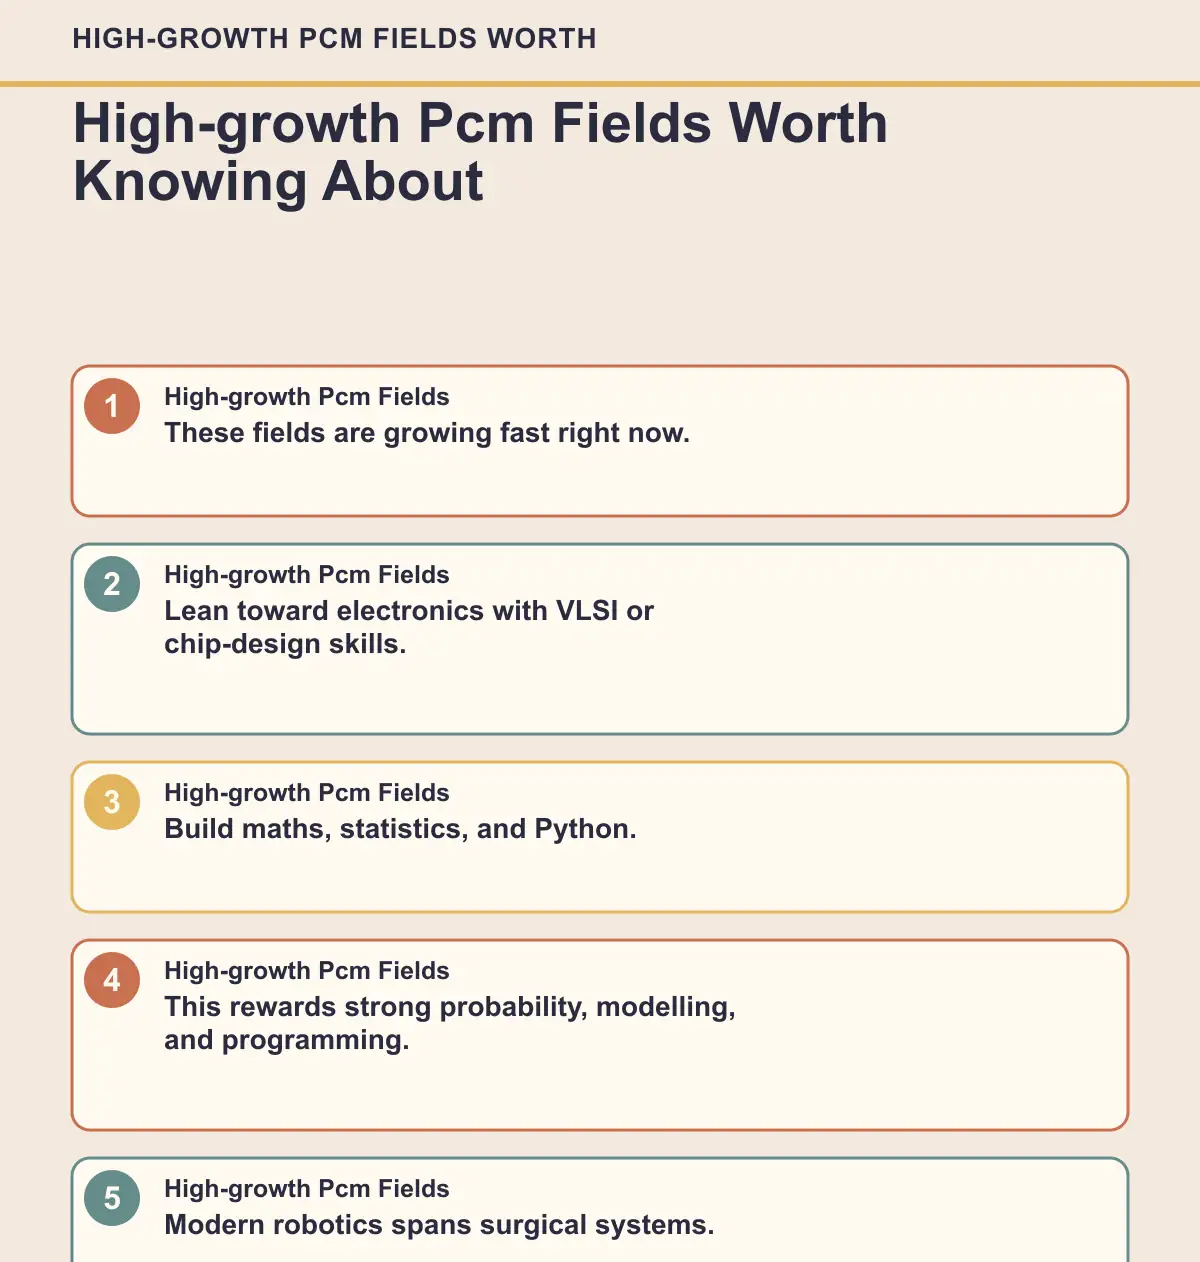 HIGH-GROWTH PCM FIELDS WORTH
High-growth Pcm Fields Worth
Knowing About
1
High-growth Pcm Fields
These fields are growing fast right now.
2
High-growth Pcm Fields
Lean toward electronics with VLSI or
chip-design skills.
3
High-growth Pcm Fields
Build maths, statistics, and Python.
4
High-growth Pcm Fields
This rewards strong probability, modelling,
and programming.
5
High-growth Pcm Fields
Modern robotics spans surgical systems.